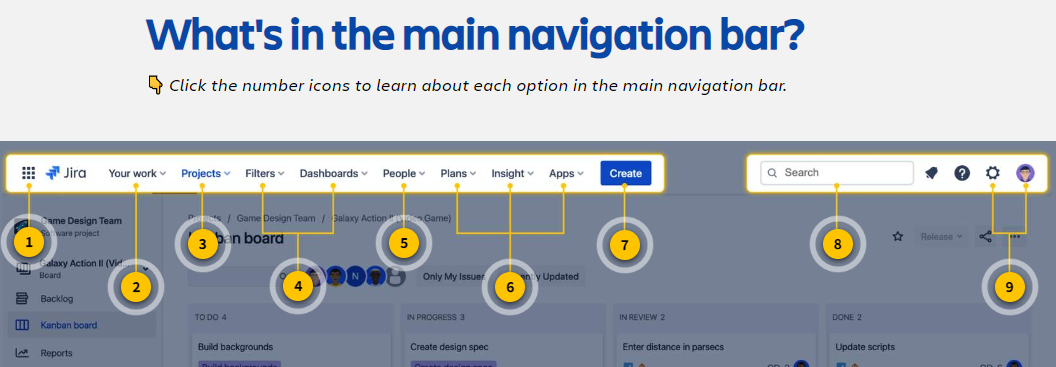 What's in the main navigation bar?
Click the number icons to learn about each option in the main navigation bar.
Jira Your work Projects Filters Dashboards People Plans Insight Apps Create Search
Game Design Team
Software project
Projects / Game Design Team / Galaxy Action II (Video Game)
Kanban board
Release
1 2 3 4 5 6 7 8 9
Galaxy Action II (Vid
Board
N Only My Issues Recently Updated
Backlog
Kanban board
Reports
TO DO 4 IN PROGRESS 3 IN REVIEW 2 DONE 2
Build backgrounds Create design spec Enter distance in parsecs Update scripts